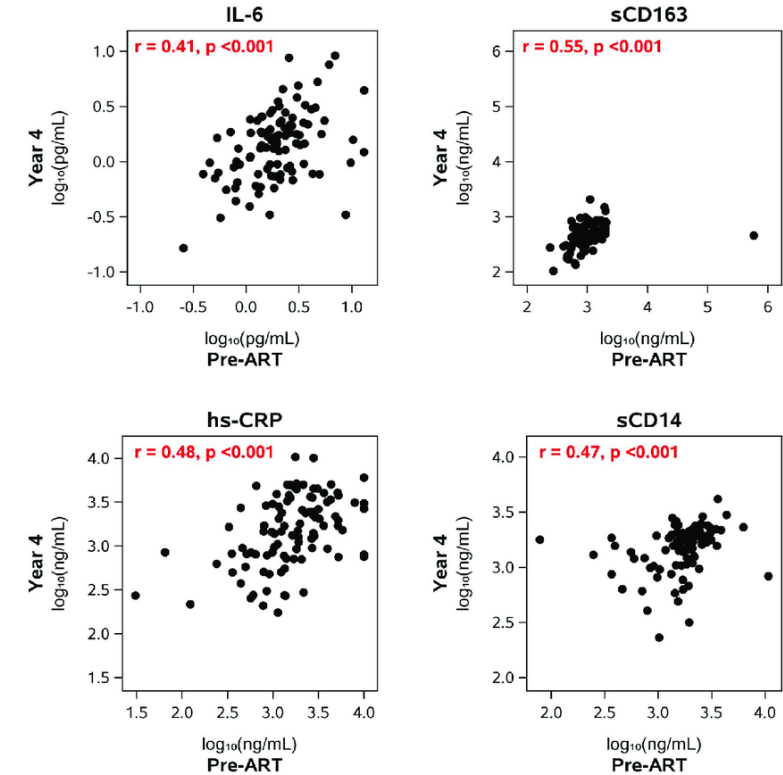 IL-6
r = 0.41, p <0.001
1.0
0.5
0.0
-0.5
-1.0
Year 4
log₁₀(pg/mL)
-1.0 -0.5 0.0 0.5 1.0
log₁₀(pg/mL)
Pre-ART
sCD163
r = 0.55, p <0.001
6
5
4
3
2
Year 4
log₁₀(ng/mL)
2 3 4 5 6
log₁₀(ng/mL)
Pre-ART
hs-CRP
r = 0.48, p <0.001
4.0
3.5
3.0
2.5
2.0
1.5
Year 4
log₁₀(ng/mL)
1.5 2.0 2.5 3.0 3.5 4.0
log₁₀(ng/mL)
Pre-ART
sCD14
r = 0.47, p <0.001
4.0
3.5
3.0
2.5
2.0
Year 4
log₁₀(ng/mL)
2.0 2.5 3.0 3.5 4.0
log₁₀(ng/mL)
Pre-ART